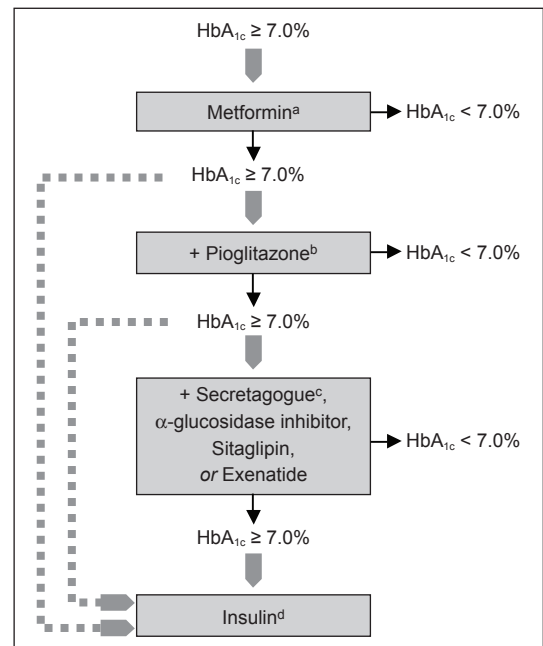 HbA1c ≥ 7.0%
Metforminᵃ
HbA1c < 7.0%
HbA1c ≥ 7.0%
+ Pioglitazoneᵇ
HbA1c < 7.0%
HbA1c ≥ 7.0%
+ Secretagogueᶜ,
α-glucosidase inhibitor,
Sitaglipin,
or Exenatide
HbA1c < 7.0%
HbA1c ≥ 7.0%
Insulinᵈ